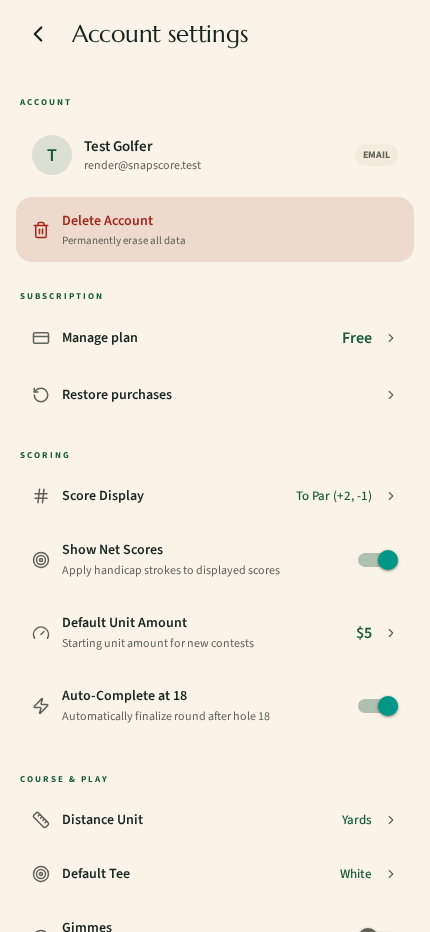 Account settings
ACCOUNT
T
Test Golfer
render@snapscore.test
EMAIL
Delete Account
Permanently erase all data
SUBSCRIPTION
Manage plan
Free
Restore purchases
SCORING
Score Display
To Par (+2, -1)
Show Net Scores
Apply handicap strokes to displayed scores
Default Unit Amount
Starting unit amount for new contests
$5
Auto-Complete at 18
Automatically finalize round after hole 18
COURSE & PLAY
Distance Unit
Yards
Default Tee
White
Gimmes